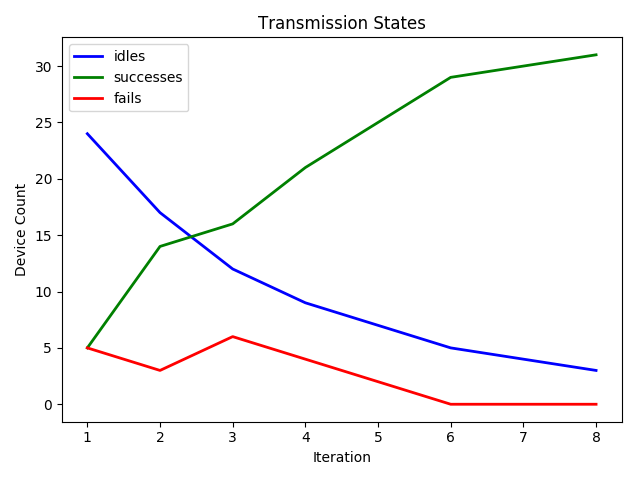 Transmission States
idles
successes
fails
Device Count
30
25
20
15
10
5
0
1 2 3 4 5 6 7 8
Iteration